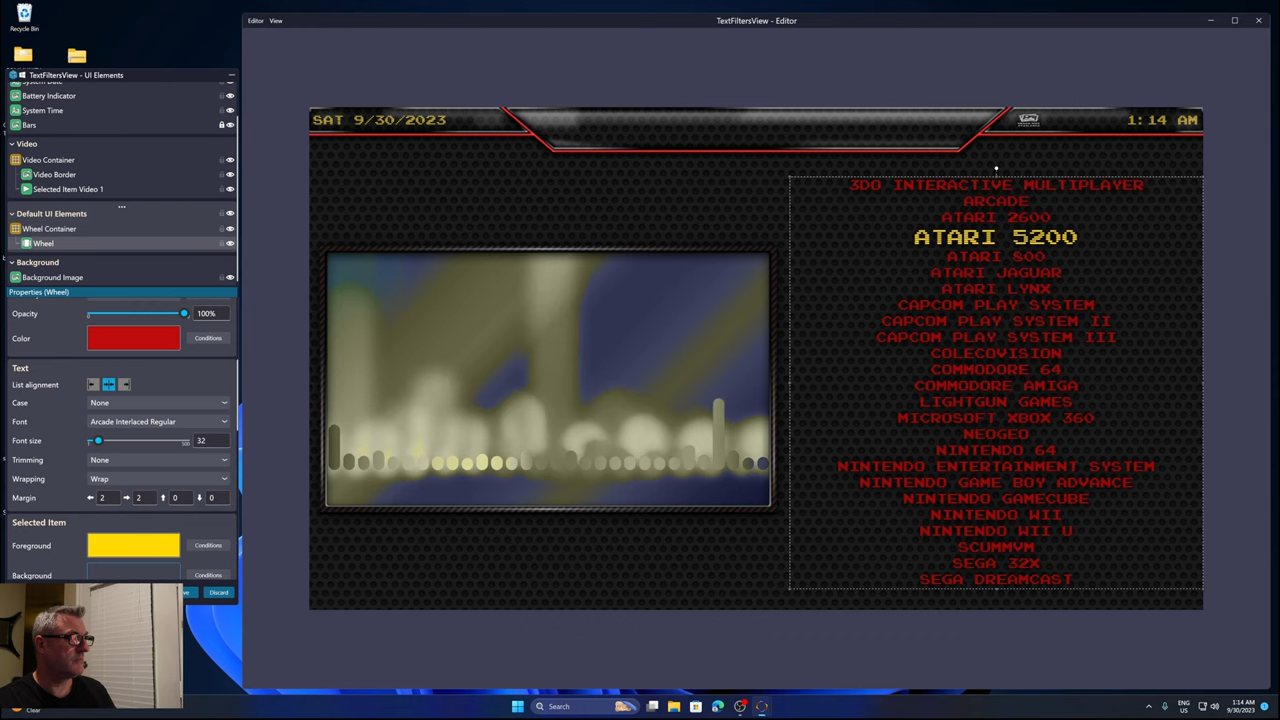 Recycle Bin
Editor View
TextFiltersView - Editor
TextFiltersView - UI Elements
Battery Indicator
System Time
Bars
Video
Video Container
Video Border
Selected Item Video 1
Default UI Elements
Wheel Container
Wheel
Background
Background Image
Properties (Wheel)
Opacity 100%
Color Conditions
Text
List alignment
Case None
Font Arcade Interlaced Regular
Font size 1 100 32
Trimming None
Wrapping Wrap
Margin 2 2 0 0
Selected Item
Foreground Conditions
Background Conditions
Discard
SAT 9/30/2023
1:14 AM
3DO INTERACTIVE MULTIPLAYER
ARCADE
ATARI 2600
ATARI 5200
ATARI 800
ATARI JAGUAR
ATARI LYNX
CAPCOM PLAY SYSTEM
CAPCOM PLAY SYSTEM II
CAPCOM PLAY SYSTEM III
COLECOVISION
COMMODORE 64
COMMODORE AMIGA
LIGHTGUN GAMES
MICROSOFT XBOX 360
NEOGEO
NINTENDO 64
NINTENDO ENTERTAINMENT SYSTEM
NINTENDO GAME BOY ADVANCE
NINTENDO GAMECUBE
NINTENDO WII
NINTENDO WII U
SCUMMVM
SEGA 32X
SEGA DREAMCAST
Clear
Search
ENG
US
1:14 AM
9/30/2023